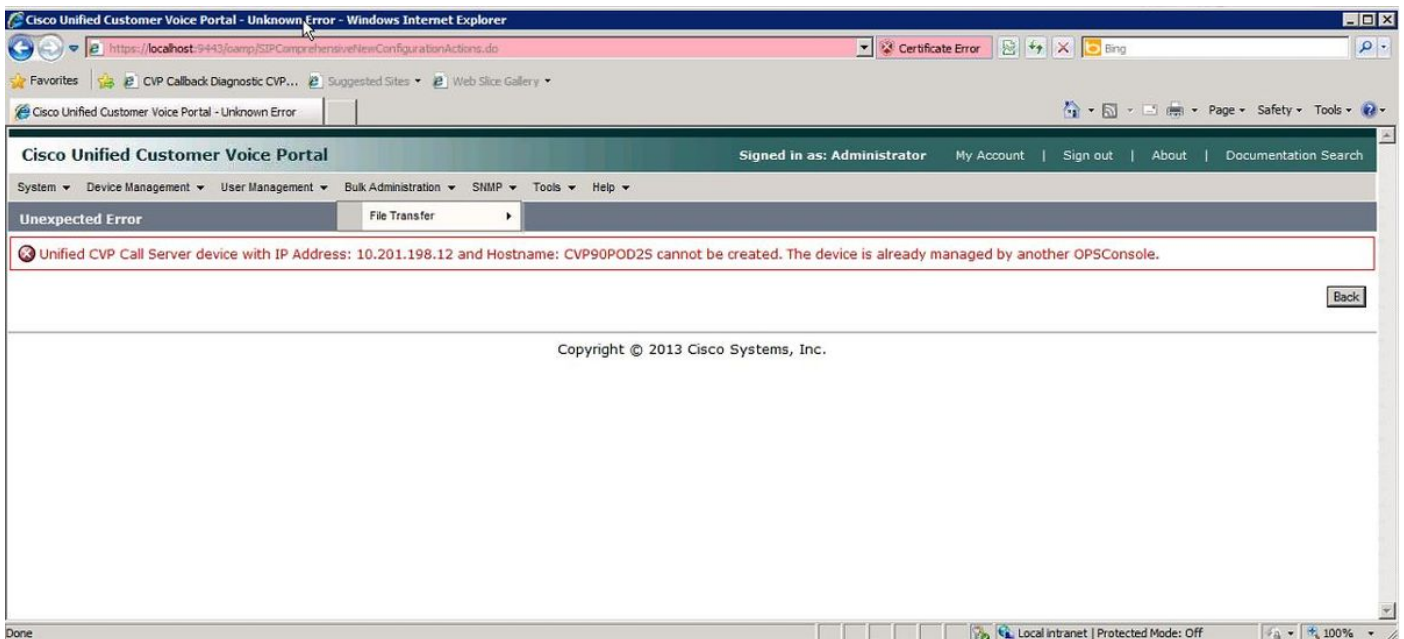 Cisco Unified Customer Voice Portal - Unknown Error - Windows Internet Explorer
https://localhost:9443/oamp/SIPComprehensiveNewConfigurationActions.do Certificate Error Bing
Favorites CVP Callback Diagnostic CVP... Suggested Sites Web Slice Gallery
Cisco Unified Customer Voice Portal - Unknown Error Page Safety Tools
Cisco Unified Customer Voice Portal Signed in as: Administrator My Account | Sign out | About | Documentation Search
System Device Management User Management Bulk Administration SNMP Tools Help
Unexpected Error File Transfer
Unified CVP Call Server device with IP Address: 10.201.198.12 and Hostname: CVP90POD2S cannot be created. The device is already managed by another OPSConsole.
Back
Copyright © 2013 Cisco Systems, Inc.
Done Local intranet | Protected Mode: Off 100%